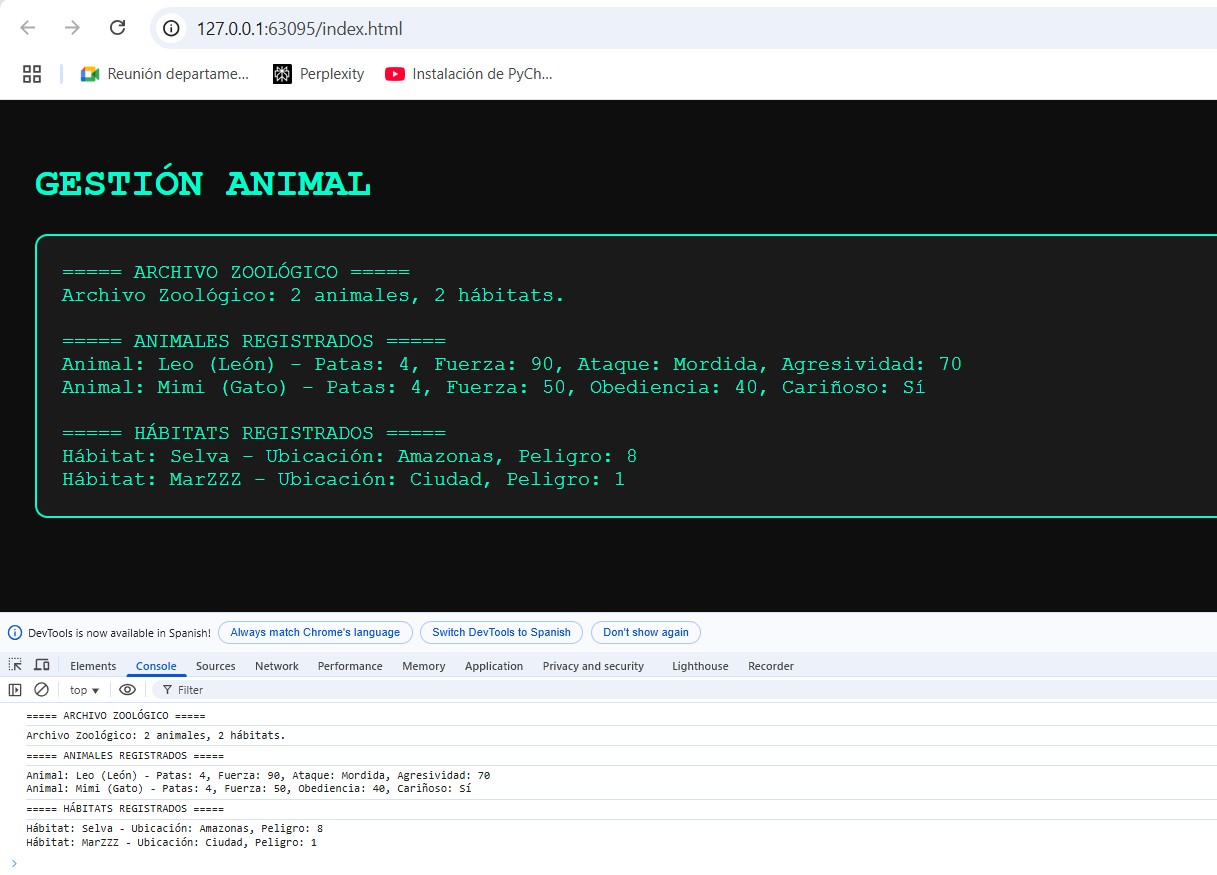 127.0.0.1:63095/index.html
Reunión departame... Perplexity Instalación de PyCh...
GESTIÓN ANIMAL
===== ARCHIVO ZOOLÓGICO =====
Archivo Zoológico: 2 animales, 2 hábitats.
===== ANIMALES REGISTRADOS =====
Animal: Leo (León) - Patas: 4, Fuerza: 90, Ataque: Mordida, Agresividad: 70
Animal: Mimi (Gato) - Patas: 4, Fuerza: 50, Obediencia: 40, Cariñoso: Sí
===== HÁBITATS REGISTRADOS =====
Hábitat: Selva - Ubicación: Amazonas, Peligro: 8
Hábitat: MarZZZ - Ubicación: Ciudad, Peligro: 1
DevTools is now available in Spanish! Always match Chrome's language Switch DevTools to Spanish Don't show again
Elements Console Sources Network Performance Memory Application Privacy and security Lighthouse Recorder
top Filter
===== ARCHIVO ZOOLÓGICO =====
Archivo Zoológico: 2 animales, 2 hábitats.
===== ANIMALES REGISTRADOS =====
Animal: Leo (León) - Patas: 4, Fuerza: 90, Ataque: Mordida, Agresividad: 70
Animal: Mimi (Gato) - Patas: 4, Fuerza: 50, Obediencia: 40, Cariñoso: Sí
===== HÁBITATS REGISTRADOS =====
Hábitat: Selva - Ubicación: Amazonas, Peligro: 8
Hábitat: MarZZZ - Ubicación: Ciudad, Peligro: 1